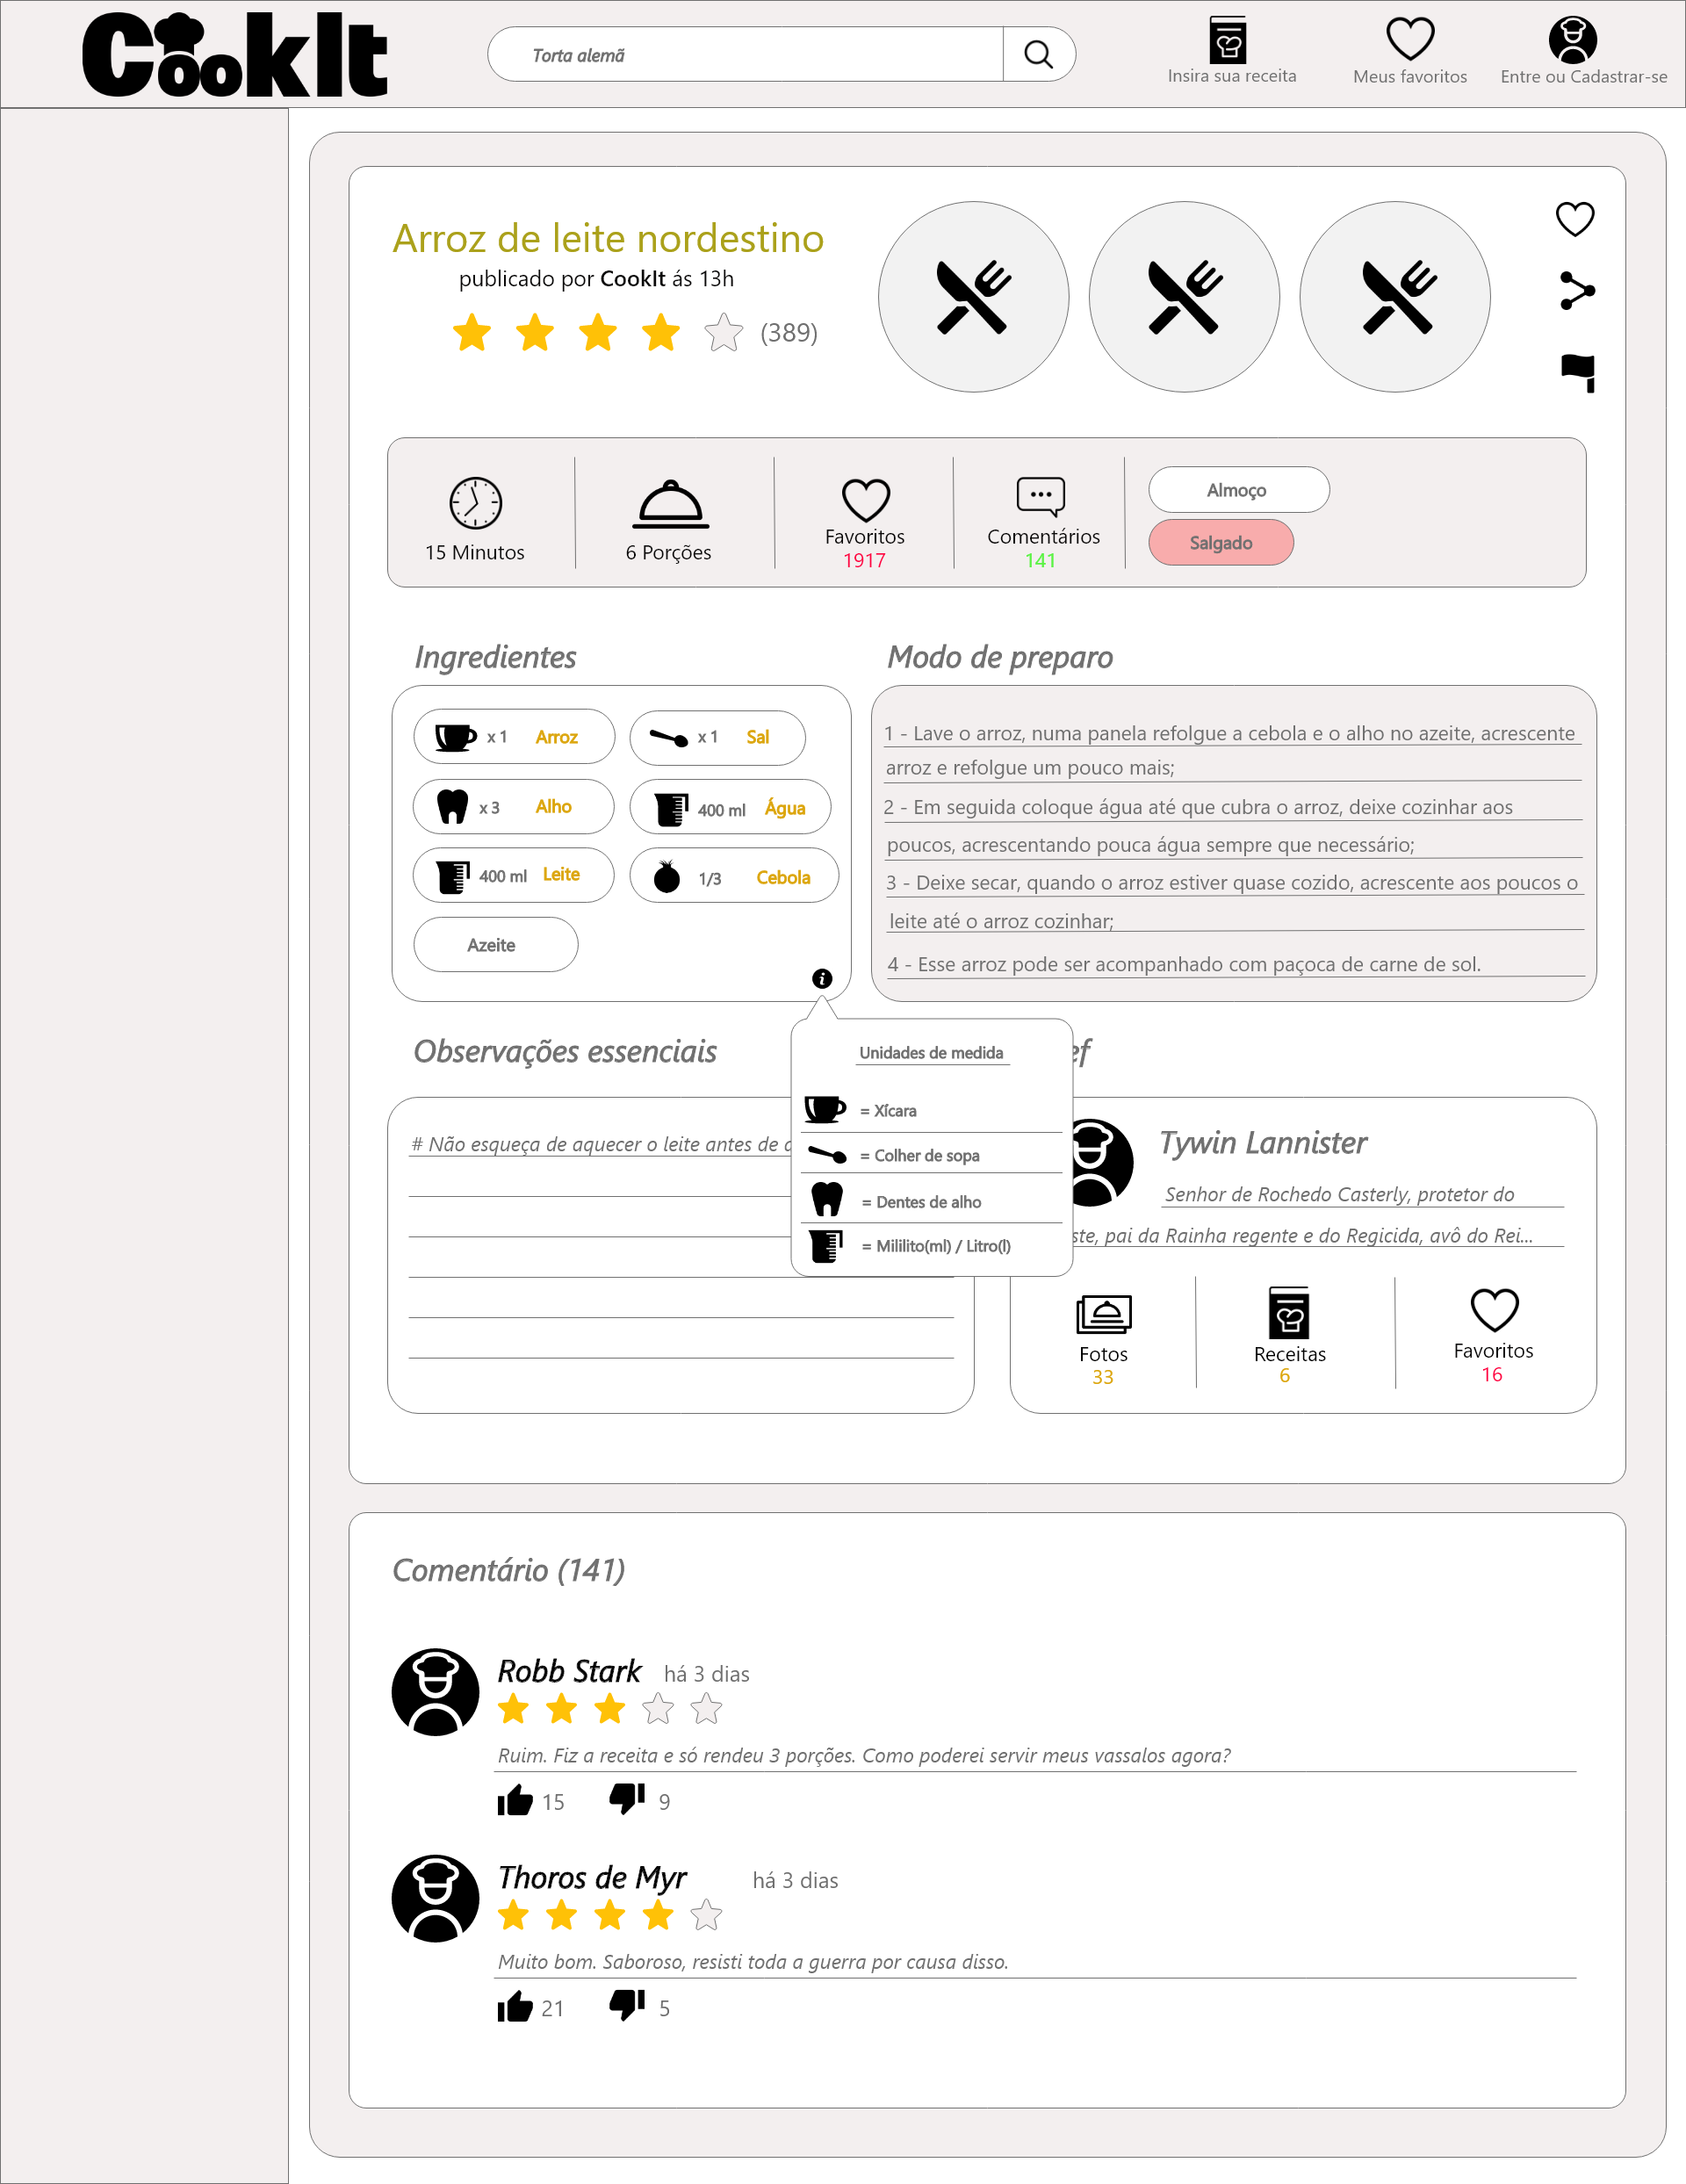 CookIt
Torta alemã
Insira sua receita
Meus favoritos
Entre ou Cadastrar-se
Arroz de leite nordestino
publicado por CookIt ás 13h
(389)
15 Minutos
6 Porções
Favoritos
1917
Comentários
141
Almoço
Salgado
Ingredientes
x 1 Arroz
x 1 Sal
x 3 Alho
400 ml Água
400 ml Leite
1/3 Cebola
Azeite
Modo de preparo
1 - Lave o arroz, numa panela refolgue a cebola e o alho no azeite, acrescente
arroz e refolgue um pouco mais;
2 - Em seguida coloque água até que cubra o arroz, deixe cozinhar aos
poucos, acrescentando pouca água sempre que necessário;
3 - Deixe secar, quando o arroz estiver quase cozido, acrescente aos poucos o
leite até o arroz cozinhar;
4 - Esse arroz pode ser acompanhado com paçoca de carne de sol.
Observações essenciais
# Não esqueça de aquecer o leite antes de
Unidades de medida
= Xícara
= Colher de sopa
= Dentes de alho
= Mililito(ml) / Litro(l)
ef
Tywin Lannister
Senhor de Rochedo Casterly, protetor do
ste, pai da Rainha regente e do Regicida, avô do Rei...
Fotos
33
Receitas
6
Favoritos
16
Comentário (141)
Robb Stark há 3 dias
Ruim. Fiz a receita e só rendeu 3 porções. Como poderei servir meus vassalos agora?
15 9
Thoros de Myr há 3 dias
Muito bom. Saboroso, resisti toda a guerra por causa disso.
21 5